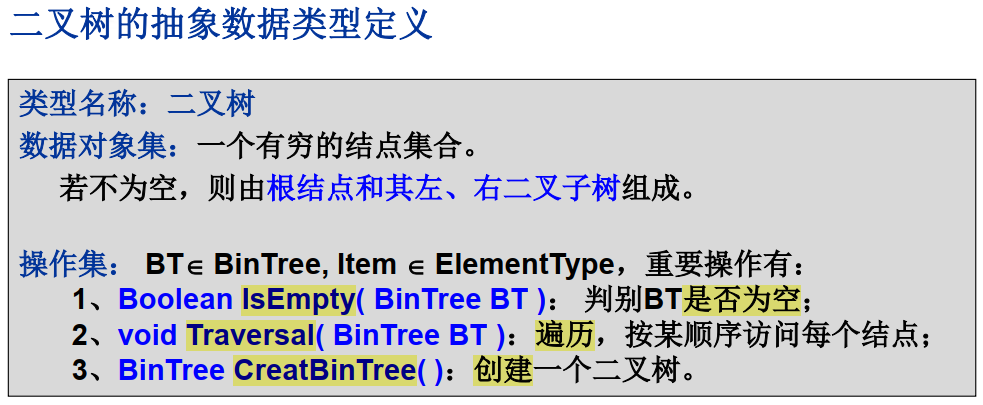 二叉树的抽象数据类型定义
类型名称：二叉树
数据对象集：一个有穷的结点集合。
若不为空，则由根结点和其左、右二叉子树组成。
操作集： BT∈ BinTree, Item ∈ ElementType，重要操作有：
1、Boolean IsEmpty( BinTree BT )： 判别BT是否为空；
2、void Traversal( BinTree BT )：遍历，按某顺序访问每个结点；
3、BinTree CreatBinTree( )：创建一个二叉树。